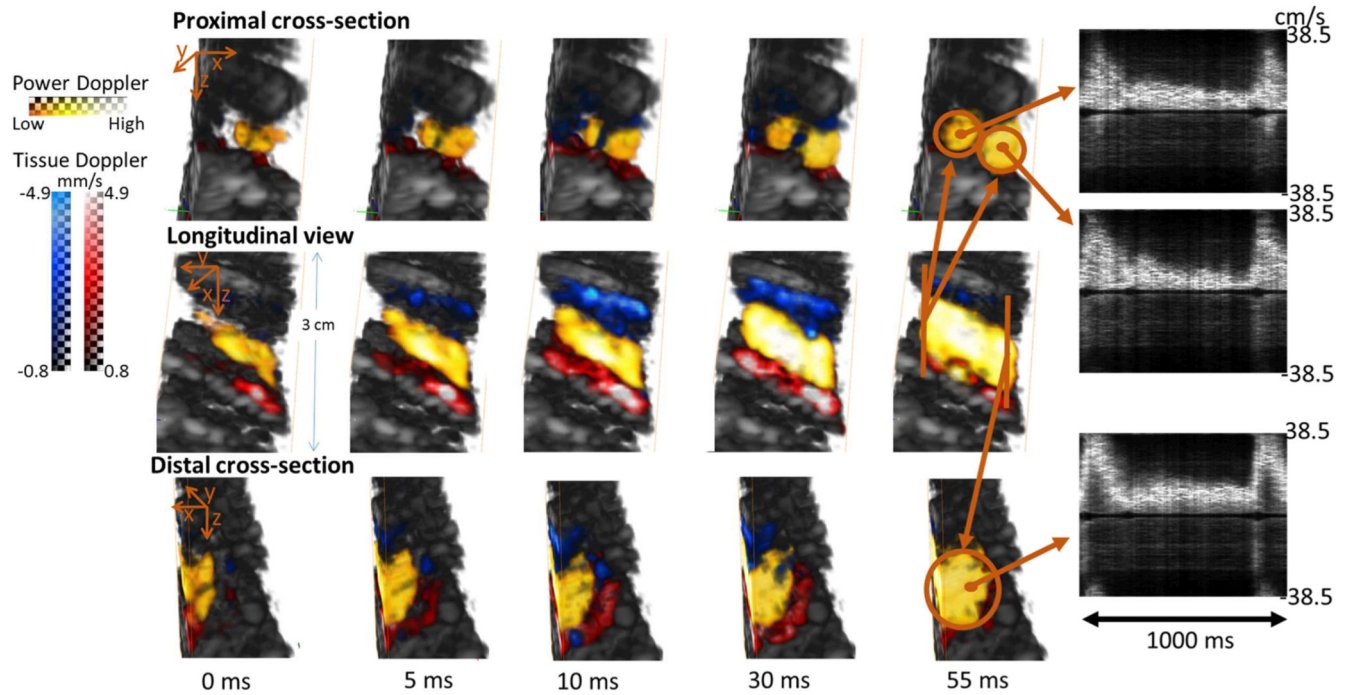 Proximal cross-section
cm/s
38.5
y
x
z
Power Doppler
Low
High
Tissue Doppler
mm/s
-4.9
4.9
-0.8
0.8
-38.5
38.5
Longitudinal view
y
x
z
3 cm
-38.5
38.5
Distal cross-section
y
x
z
-38.5
0 ms
5 ms
10 ms
30 ms
55 ms
1000 ms